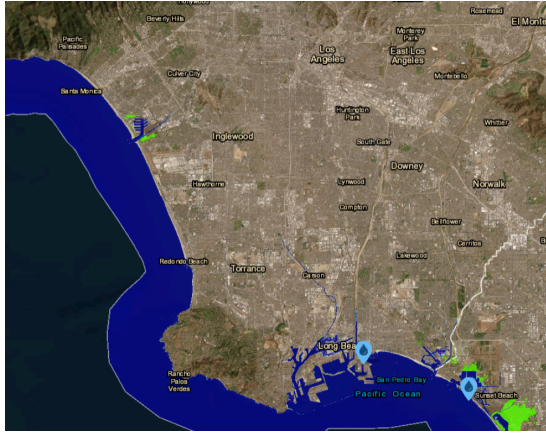 Hollywood
Rosemead
Beverly Hills
El Monte
Monterey
Park
Pacific
Palisades
Los
Angeles
East Los
Angeles
Culver City
Montebello
Santa Monica
Huntington
Park
Whittier
Inglewood
South Gate
Downey
Hawthorne
Lynwood
Norwalk
Compton
Bellflower
Cerritos
Lakewood
Redondo Beach
Torrance
Carson
Long Bea
Rancho
Palos
Verdes
San Pedro Bay
Pacific Ocean
Sunset Beach